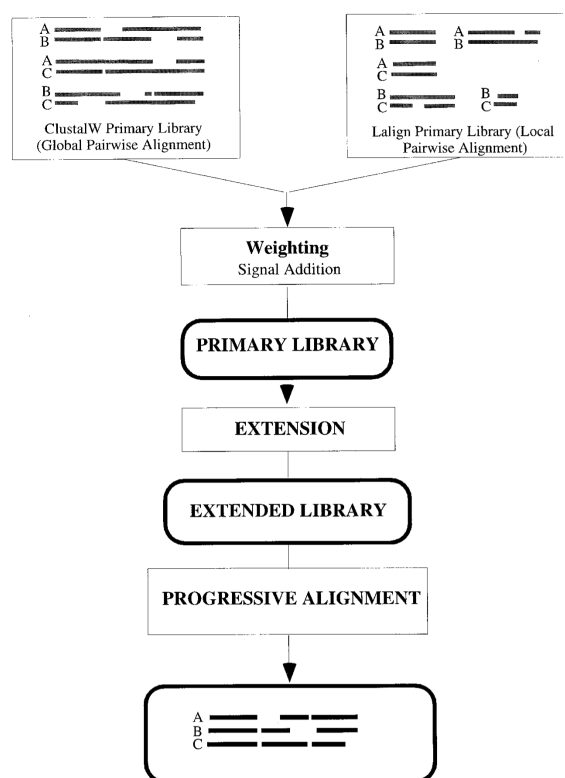 A
B
A
C
B
C
ClustalW Primary Library
(Global Pairwise Alignment)
A
B
A
B
A
C
B
C
B
C
Lalign Primary Library (Local
Pairwise Alignment)
Weighting
Signal Addition
PRIMARY LIBRARY
EXTENSION
EXTENDED LIBRARY
PROGRESSIVE ALIGNMENT
A
B
C